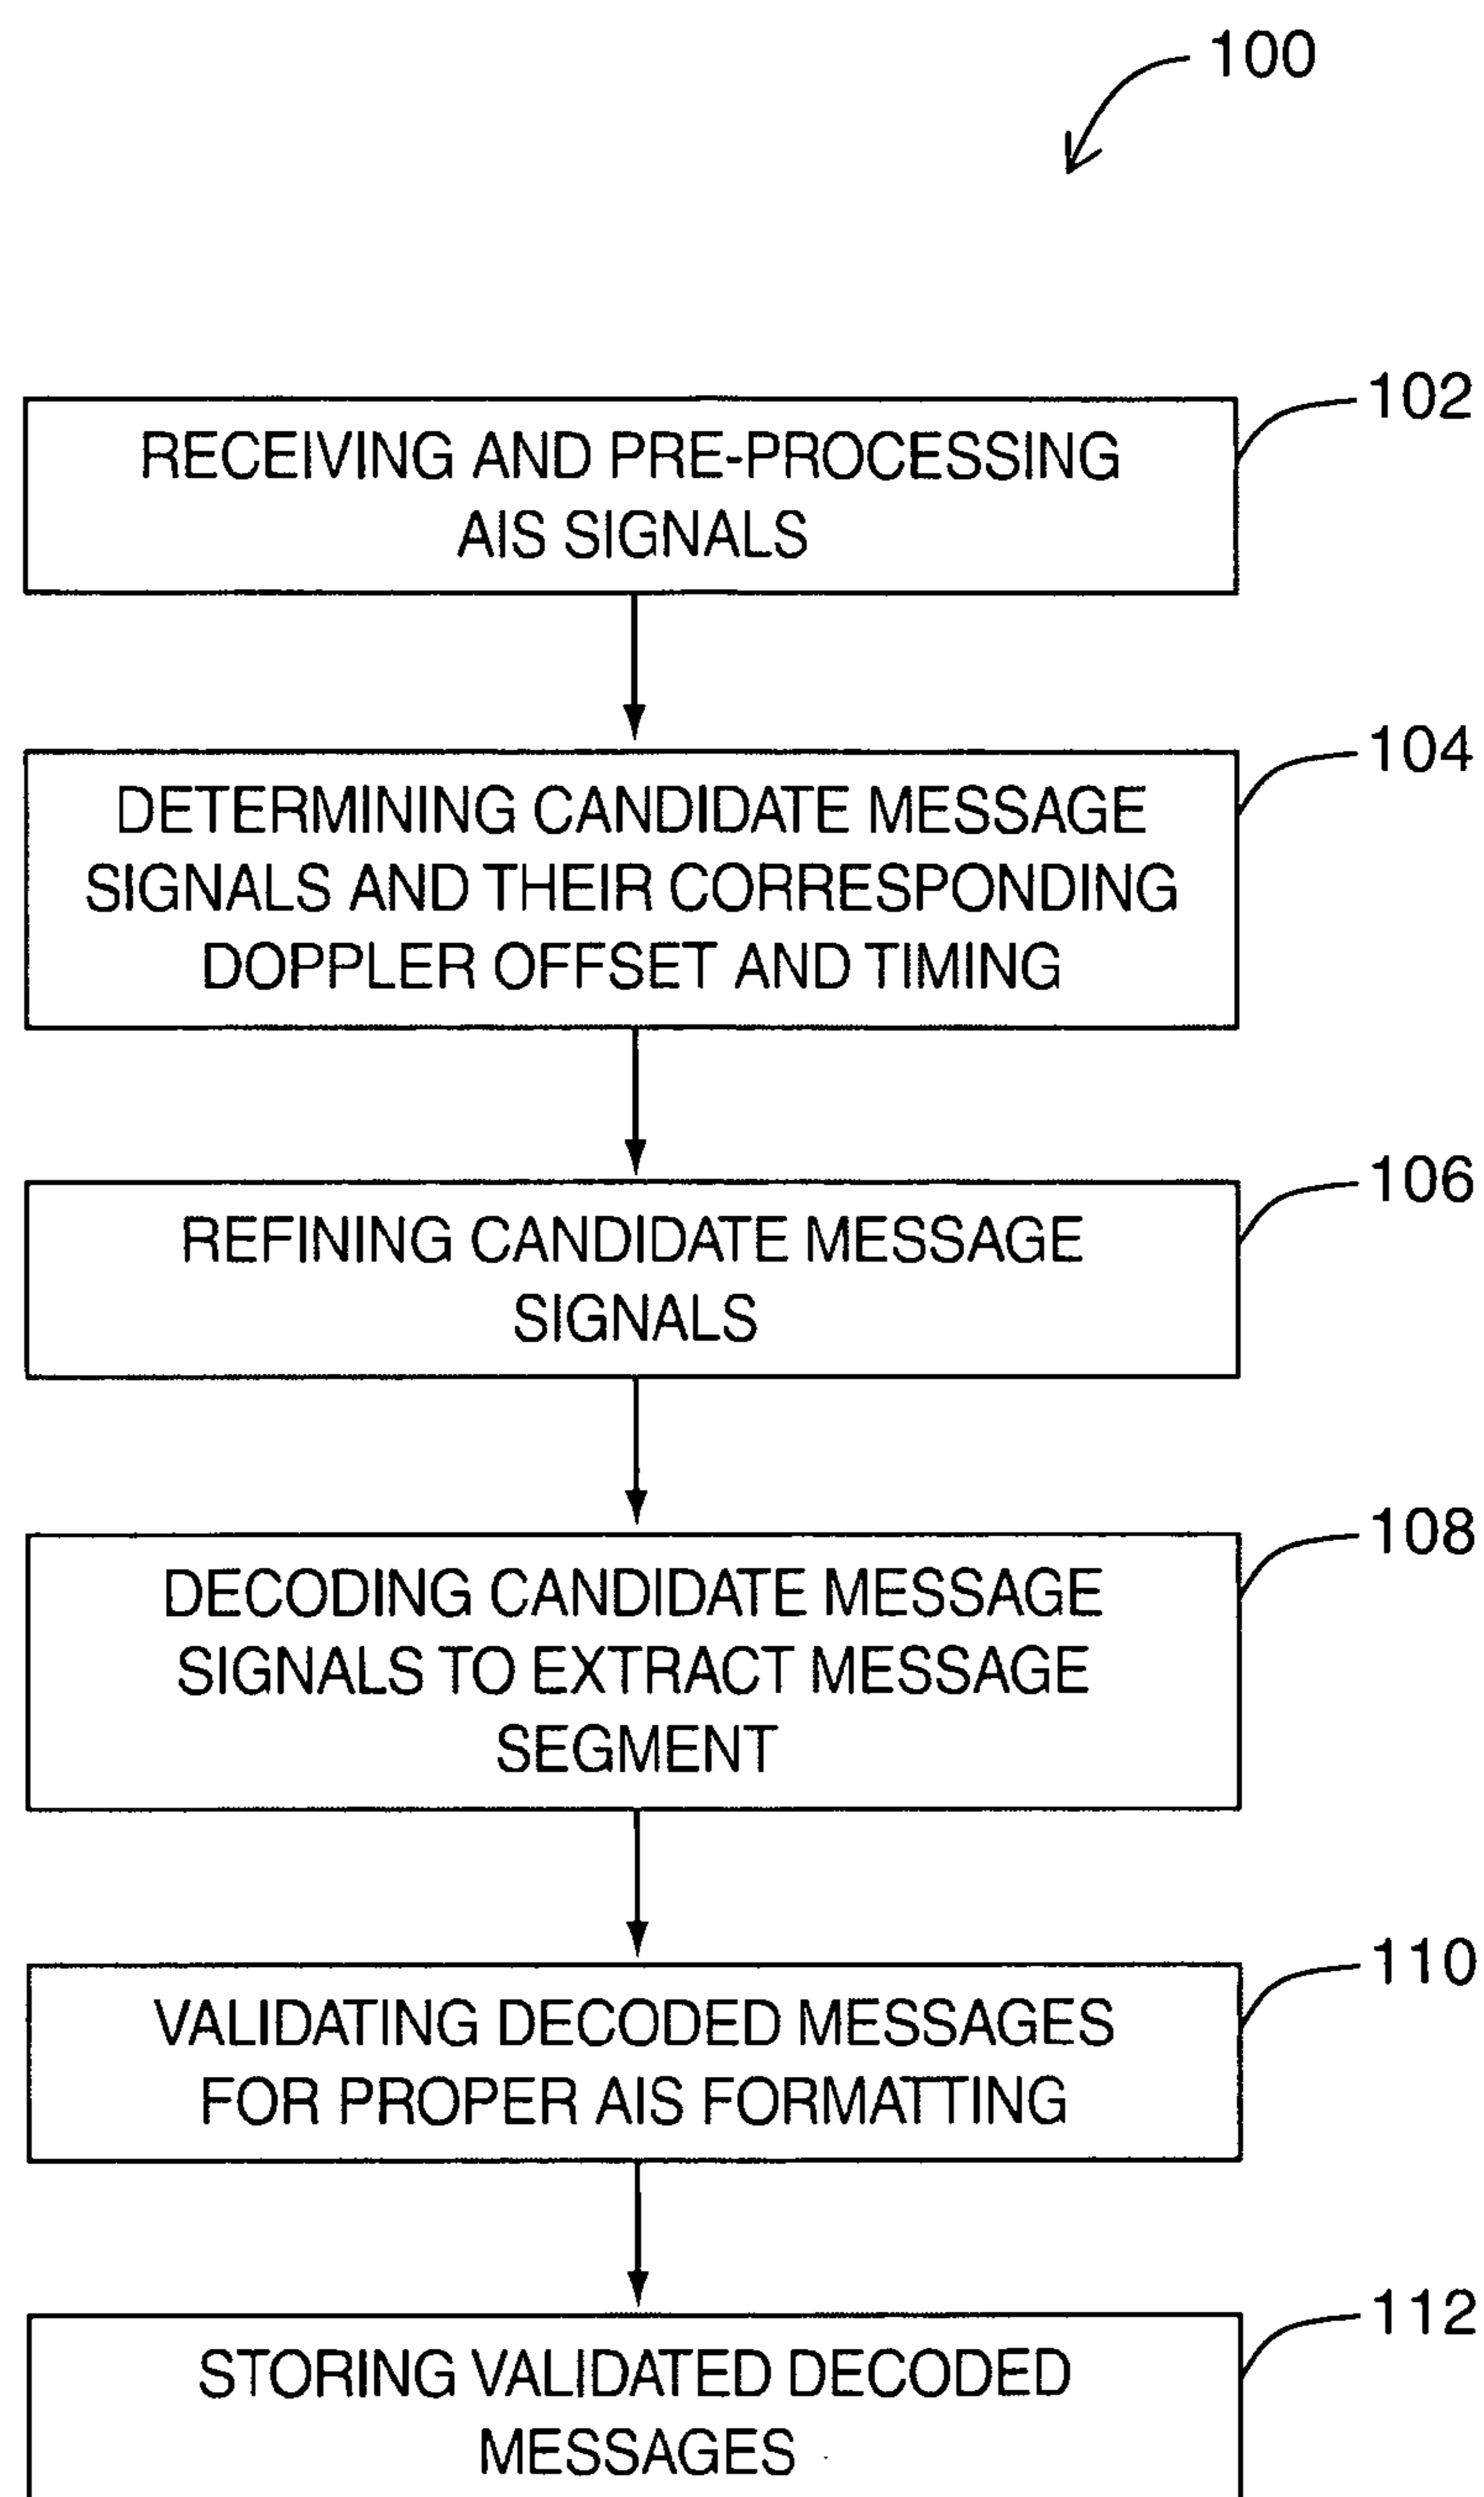 100
102
RECEIVING AND PRE-PROCESSING
AIS SIGNALS
104
DETERMINING CANDIDATE MESSAGE
SIGNALS AND THEIR CORRESPONDING
DOPPLER OFFSET AND TIMING
106
REFINING CANDIDATE MESSAGE
SIGNALS
108
DECODING CANDIDATE MESSAGE
SIGNALS TO EXTRACT MESSAGE
SEGMENT
110
VALIDATING DECODED MESSAGES
FOR PROPER AIS FORMATTING
112
STORING VALIDATED DECODED
MESSAGES